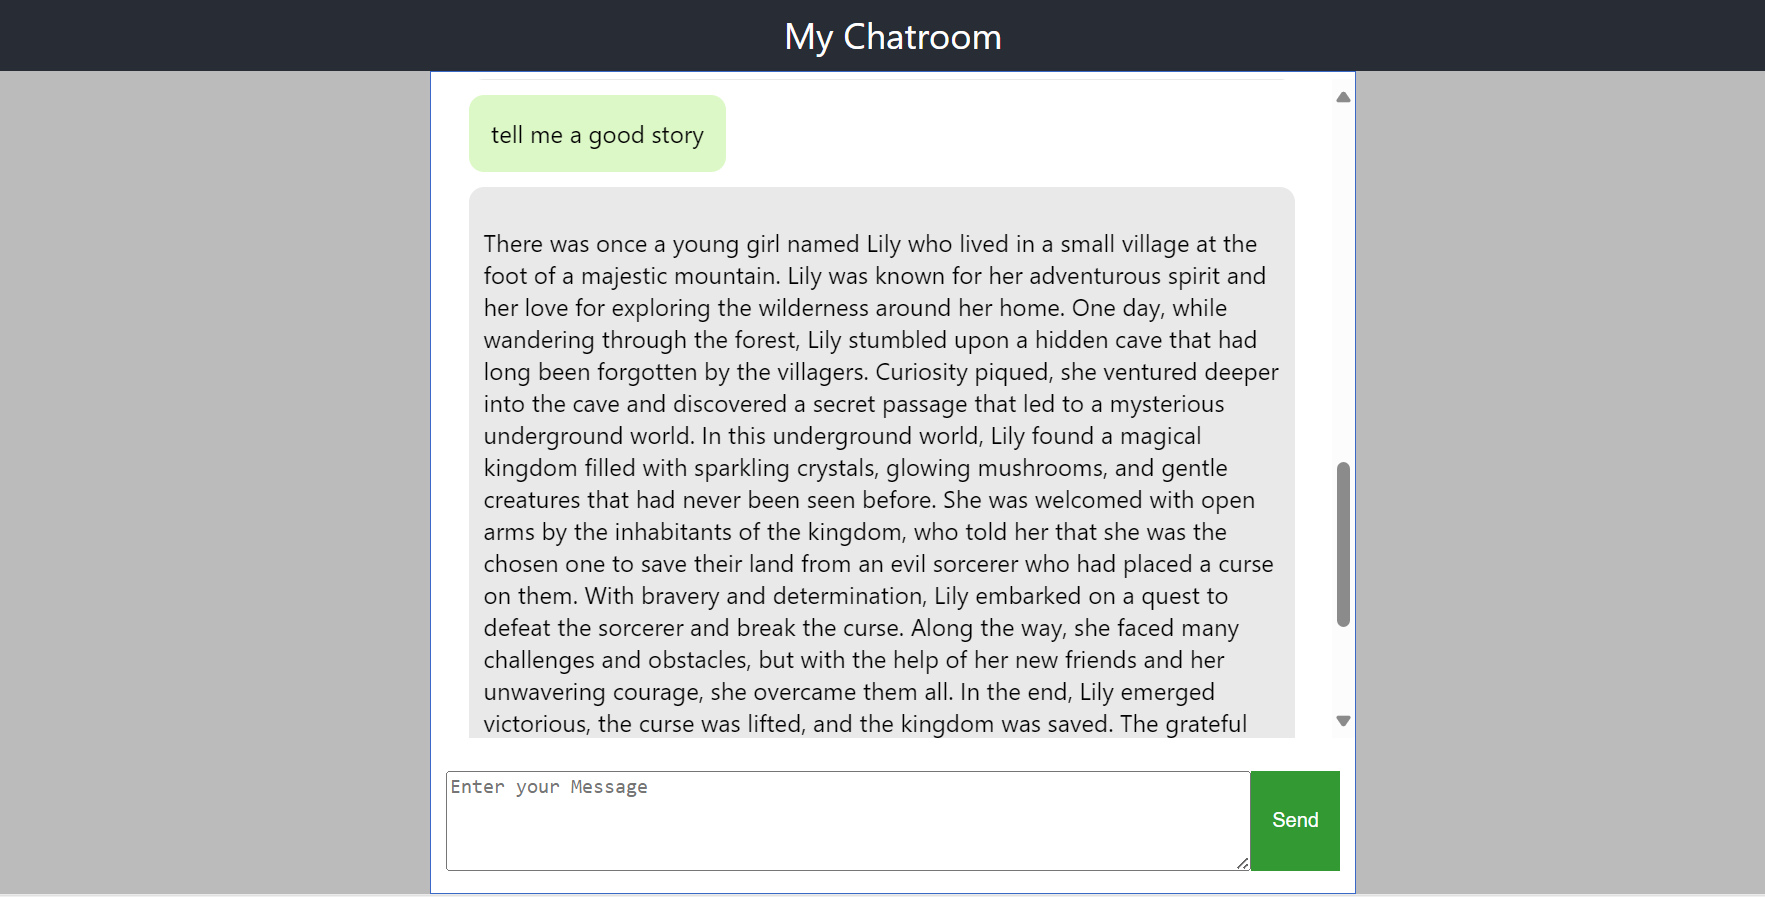 My Chatroom
tell me a good story
There was once a young girl named Lily who lived in a small village at the
foot of a majestic mountain. Lily was known for her adventurous spirit and
her love for exploring the wilderness around her home. One day, while
wandering through the forest, Lily stumbled upon a hidden cave that had
long been forgotten by the villagers. Curiosity piqued, she ventured deeper
into the cave and discovered a secret passage that led to a mysterious
underground world. In this underground world, Lily found a magical
kingdom filled with sparkling crystals, glowing mushrooms, and gentle
creatures that had never been seen before. She was welcomed with open
arms by the inhabitants of the kingdom, who told her that she was the
chosen one to save their land from an evil sorcerer who had placed a curse
on them. With bravery and determination, Lily embarked on a quest to
defeat the sorcerer and break the curse. Along the way, she faced many
challenges and obstacles, but with the help of her new friends and her
unwavering courage, she overcame them all. In the end, Lily emerged
victorious, the curse was lifted, and the kingdom was saved. The grateful
Enter your Message
Send